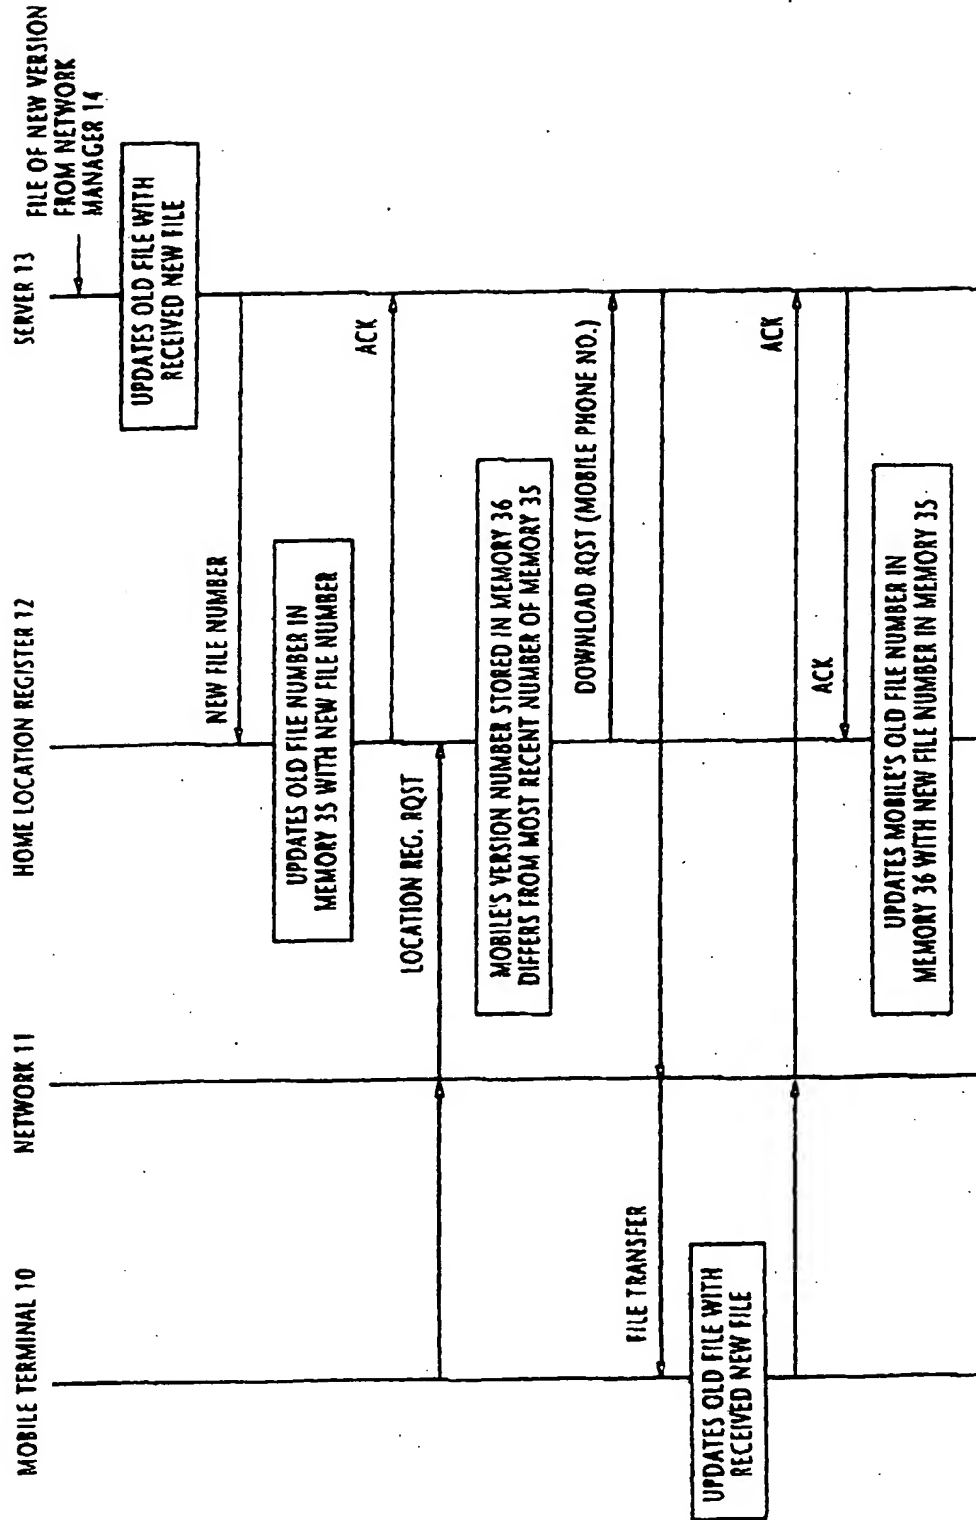 MOBILE TERMINAL 10
NETWORK 11
HOME LOCATION REGISTER 12
SERVER 13
FILE OF NEW VERSION
FROM NETWORK
MANAGER 14
UPDATES OLD FILE WITH
RECEIVED NEW FILE
NEW FILE NUMBER
UPDATES OLD FILE NUMBER IN
MEMORY 35 WITH NEW FILE NUMBER
ACK
LOCATION REG. RQST
MOBILE'S VERSION NUMBER STORED IN MEMORY 36
DIFFERS FROM MOST RECENT NUMBER OF MEMORY 35
DOWNLOAD RQST (MOBILE PHONE NO.)
FILE TRANSFER
UPDATES OLD FILE WITH
RECEIVED NEW FILE
ACK
ACK
UPDATES MOBILE'S OLD FILE NUMBER IN
MEMORY 36 WITH NEW FILE NUMBER IN MEMORY 35